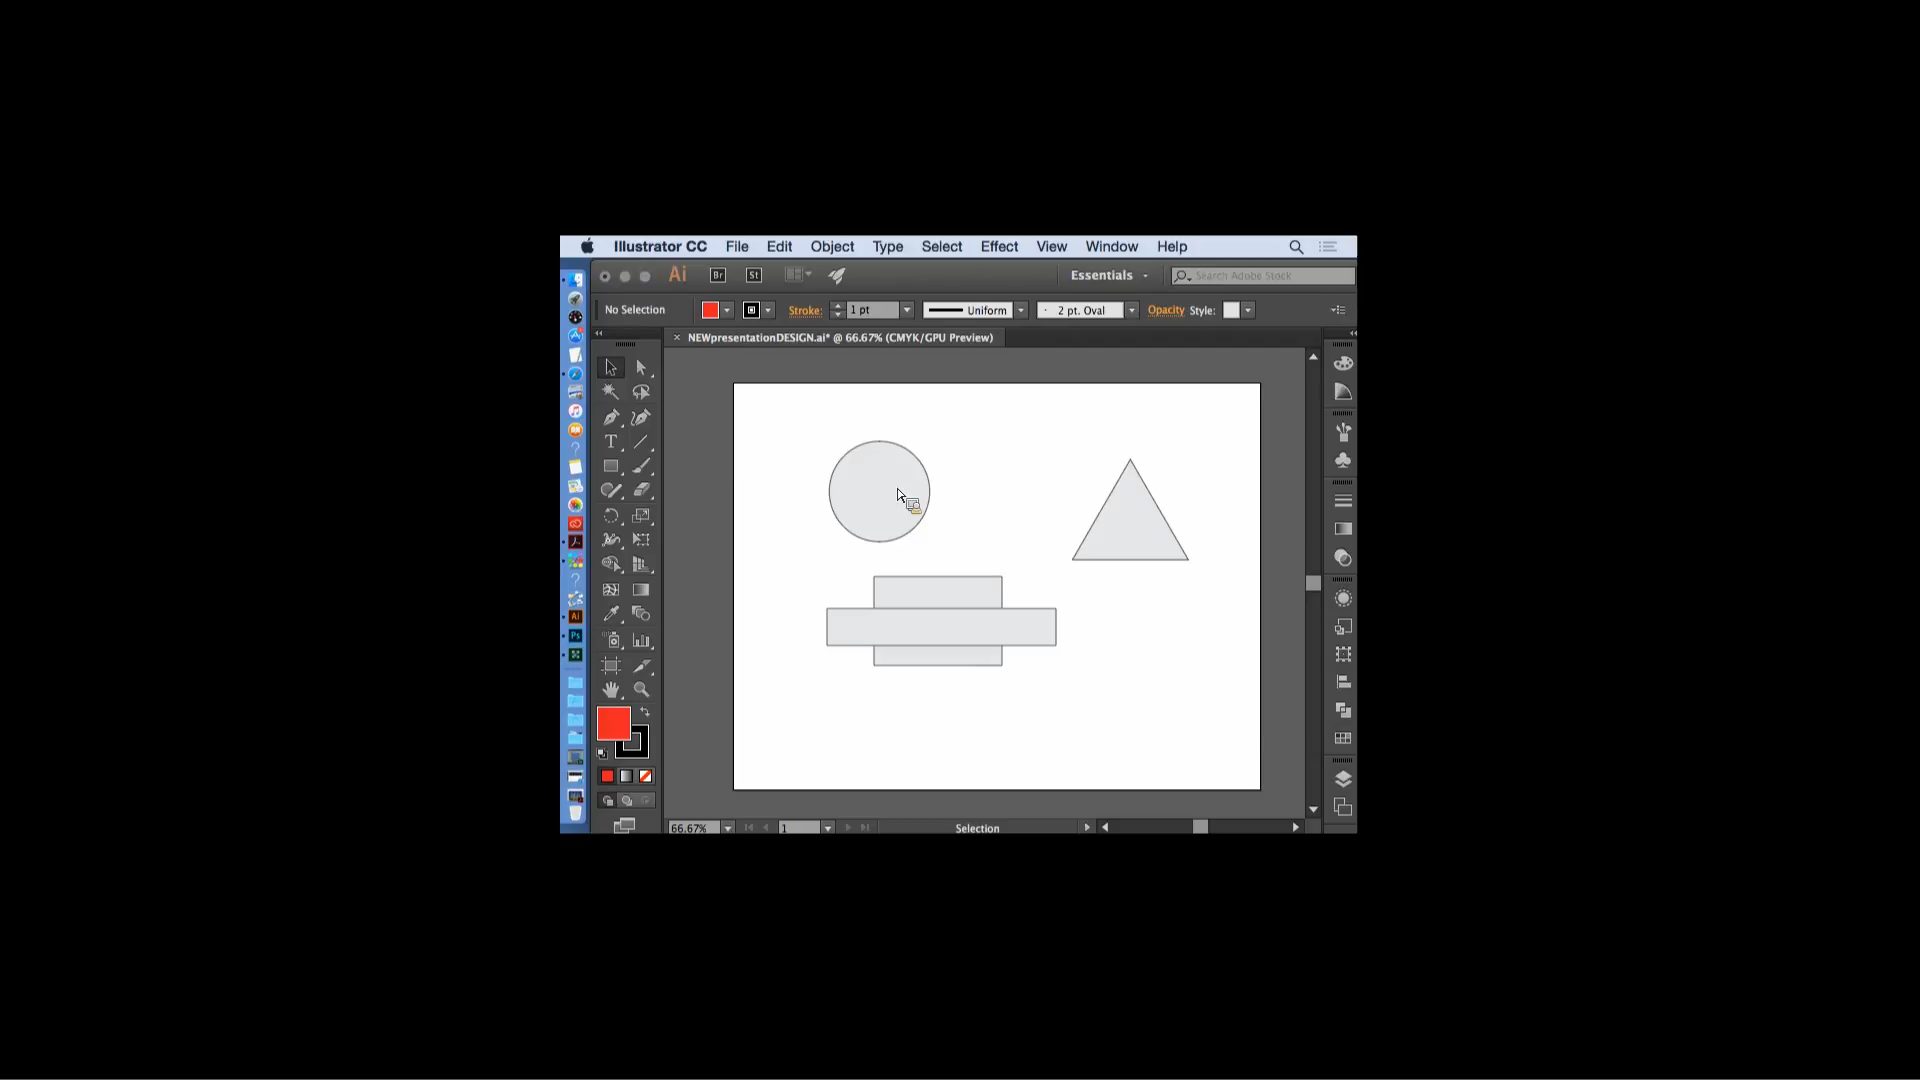 Illustrator CC File Edit Object Type Select Effect View Window Help
Ai Br St Essentials Search Adobe Stock
No Selection Stroke: 1 pt Uniform 2 pt. Oval Opacity Style:
× NEWpresentationDESIGN.ai* @ 66.67% (CMYK/GPU Preview)
T
Ai
Ps
66.67% 1 Selection